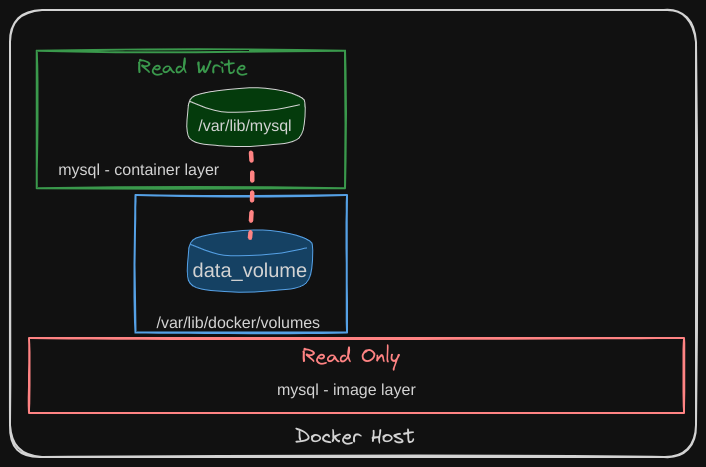 Read Write
/var/lib/mysql
mysql - container layer
data_volume
/var/lib/docker/volumes
Read Only
mysql - image layer
Docker Host